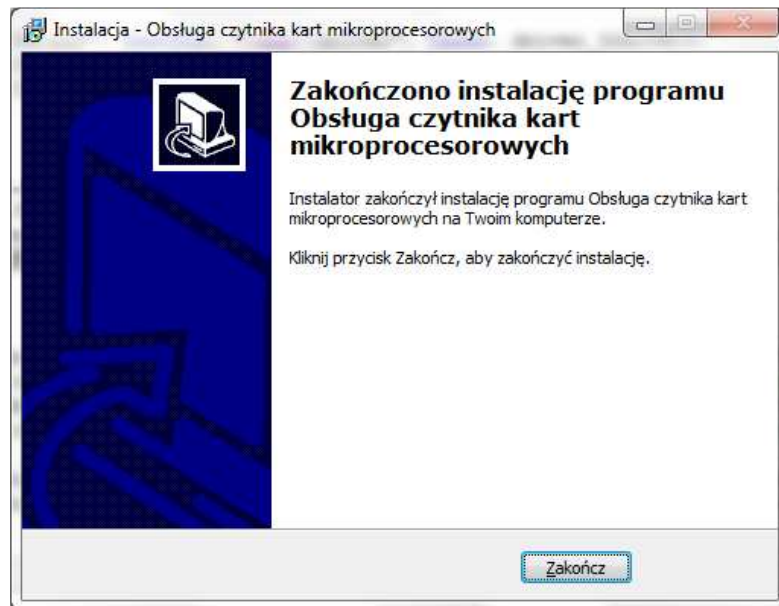 Instalacja - Obsługa czytnika kart mikroprocesorowych
Zakończono instalację programu
Obsługa czytnika kart
mikroprocesorowych
Instalator zakończył instalację programu Obsługa czytnika kart
mikroprocesorowych na Twoim komputerze.
Kliknij przycisk Zakończ, aby zakończyć instalację.
Zakończ